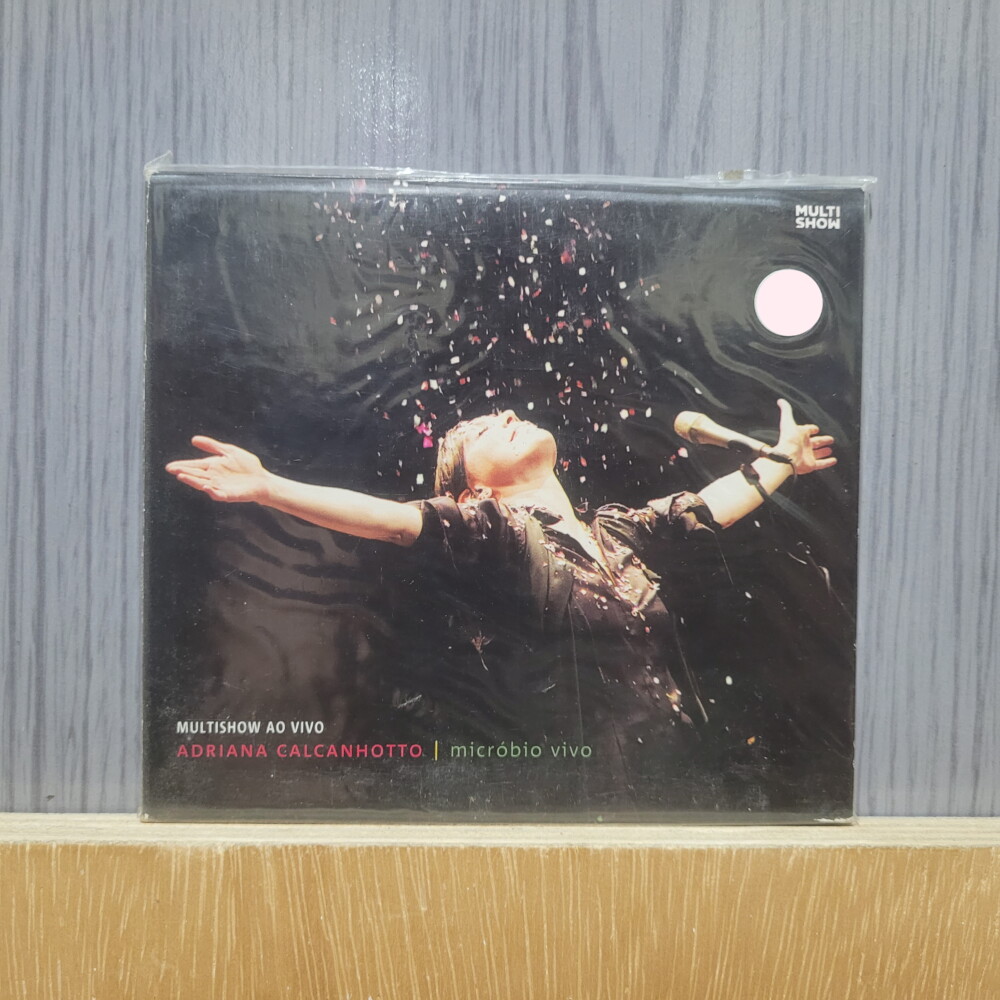 MULTI
SHOW
MULTISHOW AO VIVO
ADRIANA CALCANHOTTO | micróbio vivo